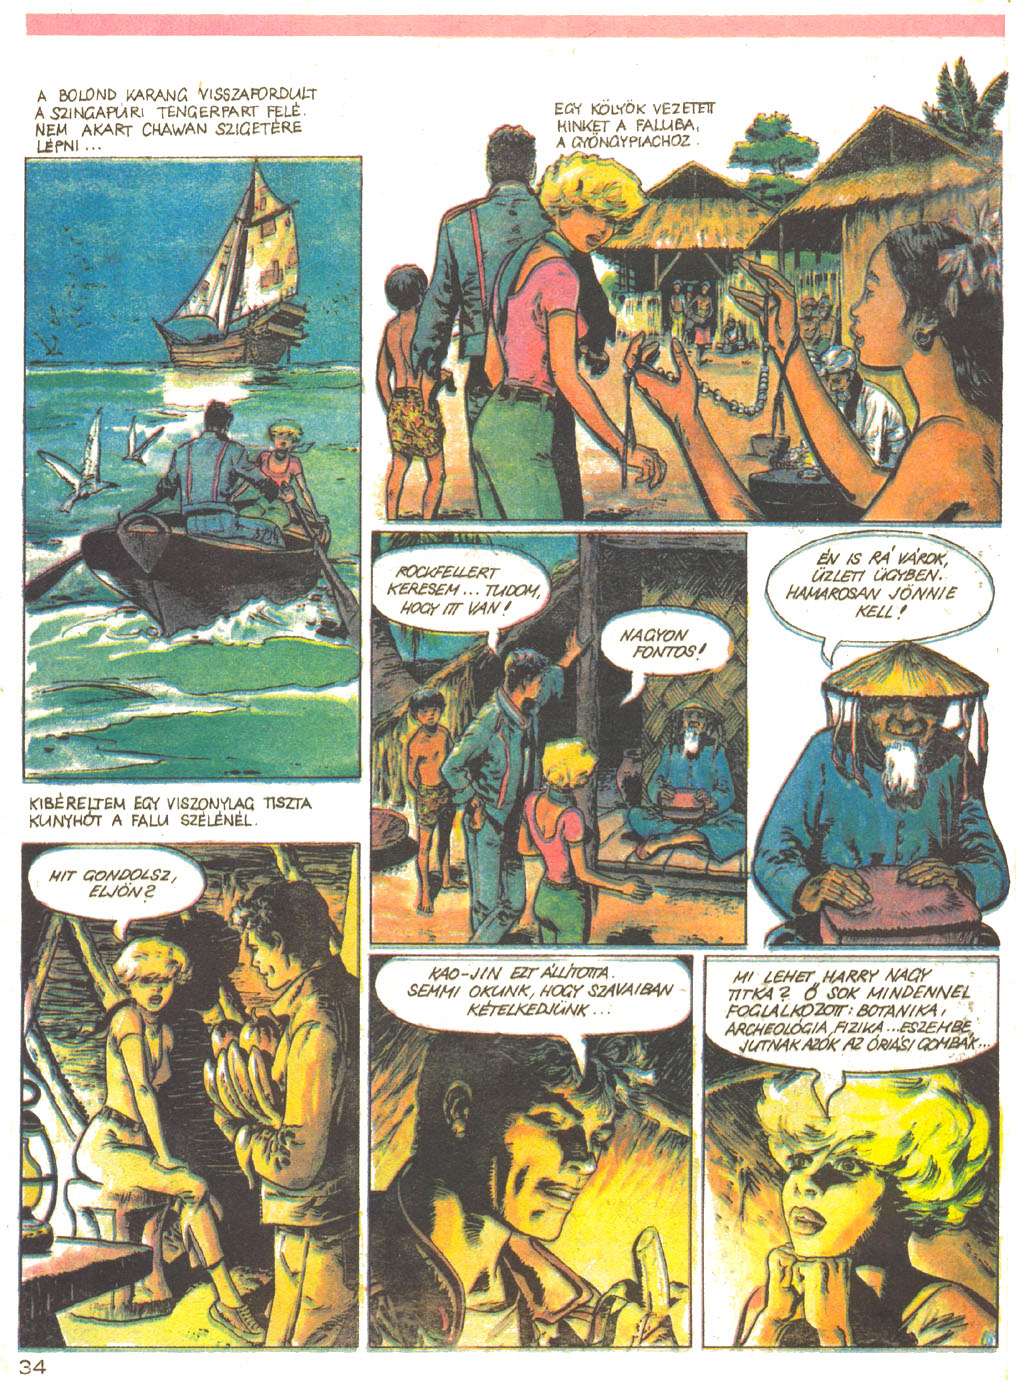 A BOLOND KARANG VISSZAFORDULT
A SZINGAPÚRI TENGERPART FELÉ.
NEM AKART CHAWAN SZIGETÉRE
LÉPNI...
EGY KÖLYÖK VEZETETT
MINKET A FALUBA,
A GYÖNGYPIACHOZ.
ROCKFELLERT
KERESEM... TUDOM,
HOGY ITT VAN!
NAGYON
FONTOS!
ÉN IS RÁ VÁROK,
ÜZLETI ÜGYBEN.
HAMAROSAN JÖNNIE
KELL!
KIBÉRELTEM EGY VISZONYLAG TISZTA
KUNYHÓT A FALU SZÉLÉNÉL.
MIT GONDOLSZ,
ELJÖN?
KAO-JIN EZT ÁLLÍTOTTA.
SEMMI OKUNK, HOGY SZAVAIBAN
KÉTELKEDJÜNK...
MI LEHET HARRY NAGY
TITKA? Ő SOK MINDENNEL
FOGLALKOZOTT: BOTANIKA,
ARCHEOLÓGIA, FIZIKA... ESZEMBE
JUTNAK AZOK AZ ÓRIÁSI GOMBÁK...
34